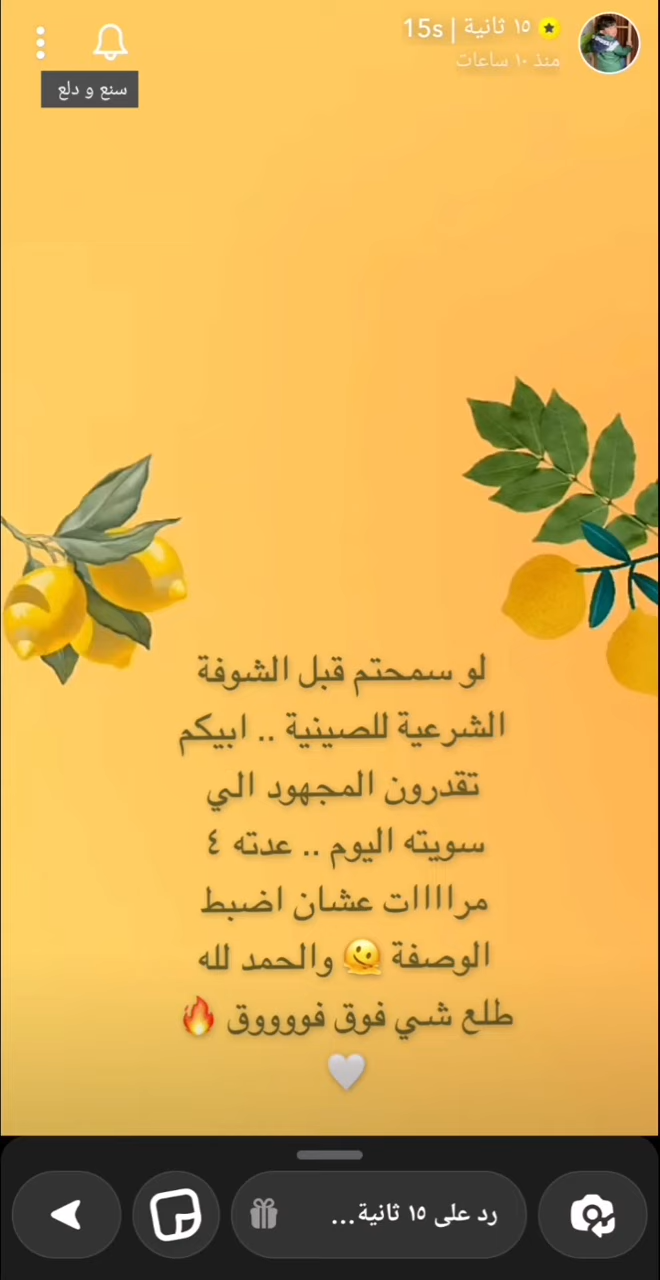 ١٥ ثانية | 15s
منذ ١٠ ساعات
سنع و دلع
لو سمحتم قبل الشوفة
الشرعية للصينية .. ابيكم
تقدرون المجهود الي
سويته اليوم .. عدته ٤
مراااات عشان اضبط
الوصفة 🫠 والحمد لله
طلع شي فوق فوووق 🔥
🤍
رد على ١٥ ثانية...